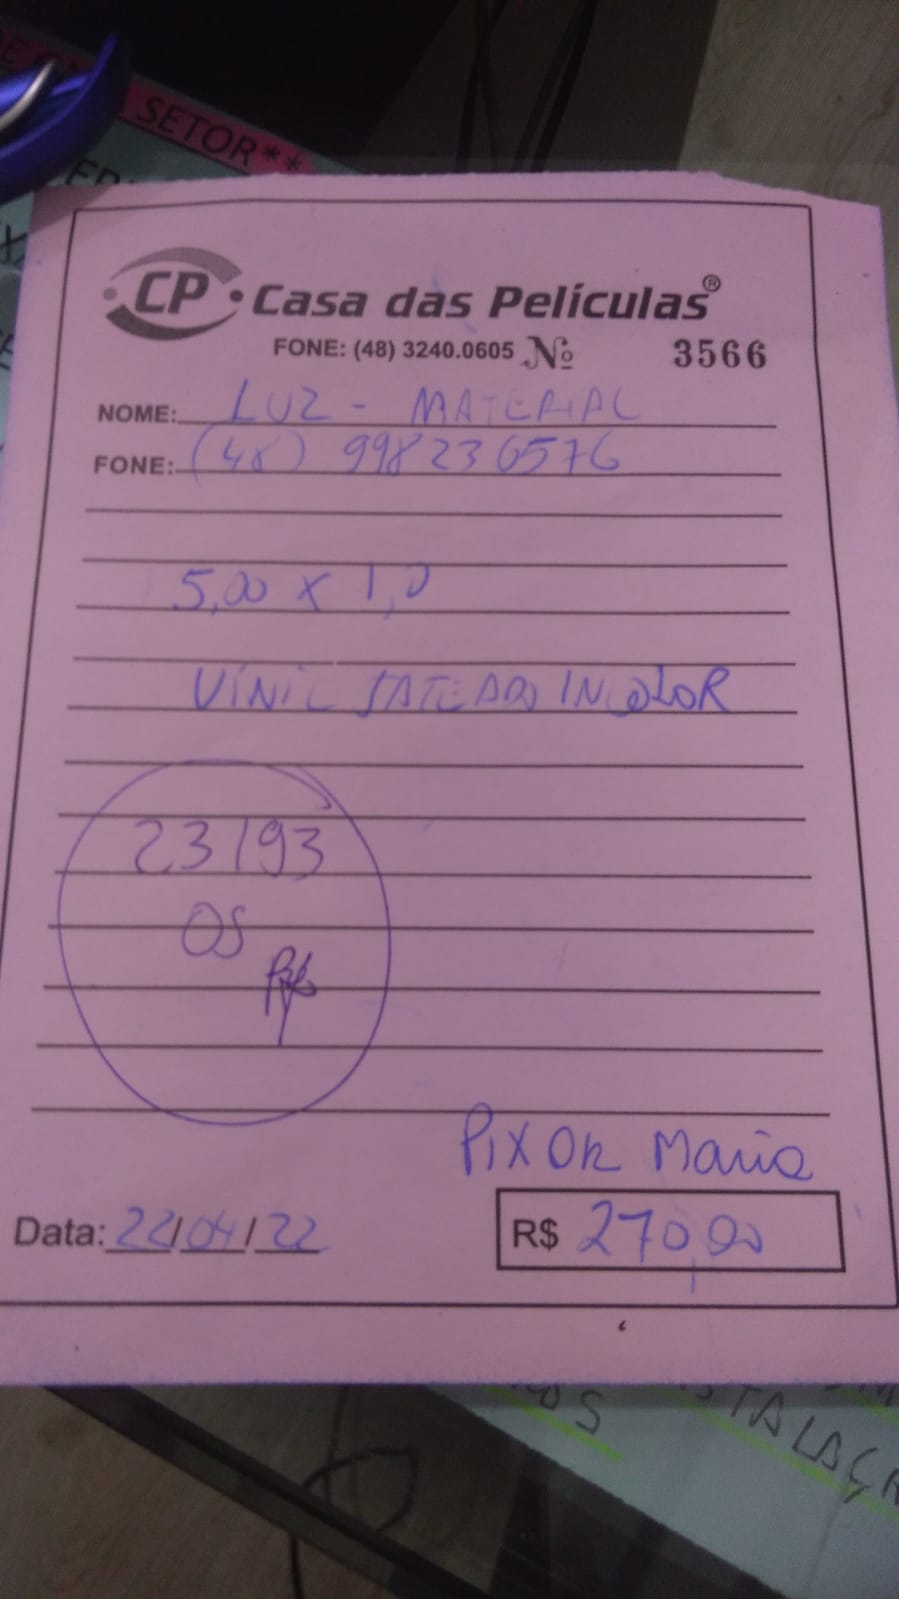 SETOR**
CP Casa das Películas®
FONE: (48) 3240.0605 Nº 3566
NOME: LUZ - MATERIAL
FONE: (48) 998236576
5,00 x 1,0
VINIL JATEADO INCOLOR
23193
OS
PIX OK Maria
Data: 22/04/22 R$ 270,00